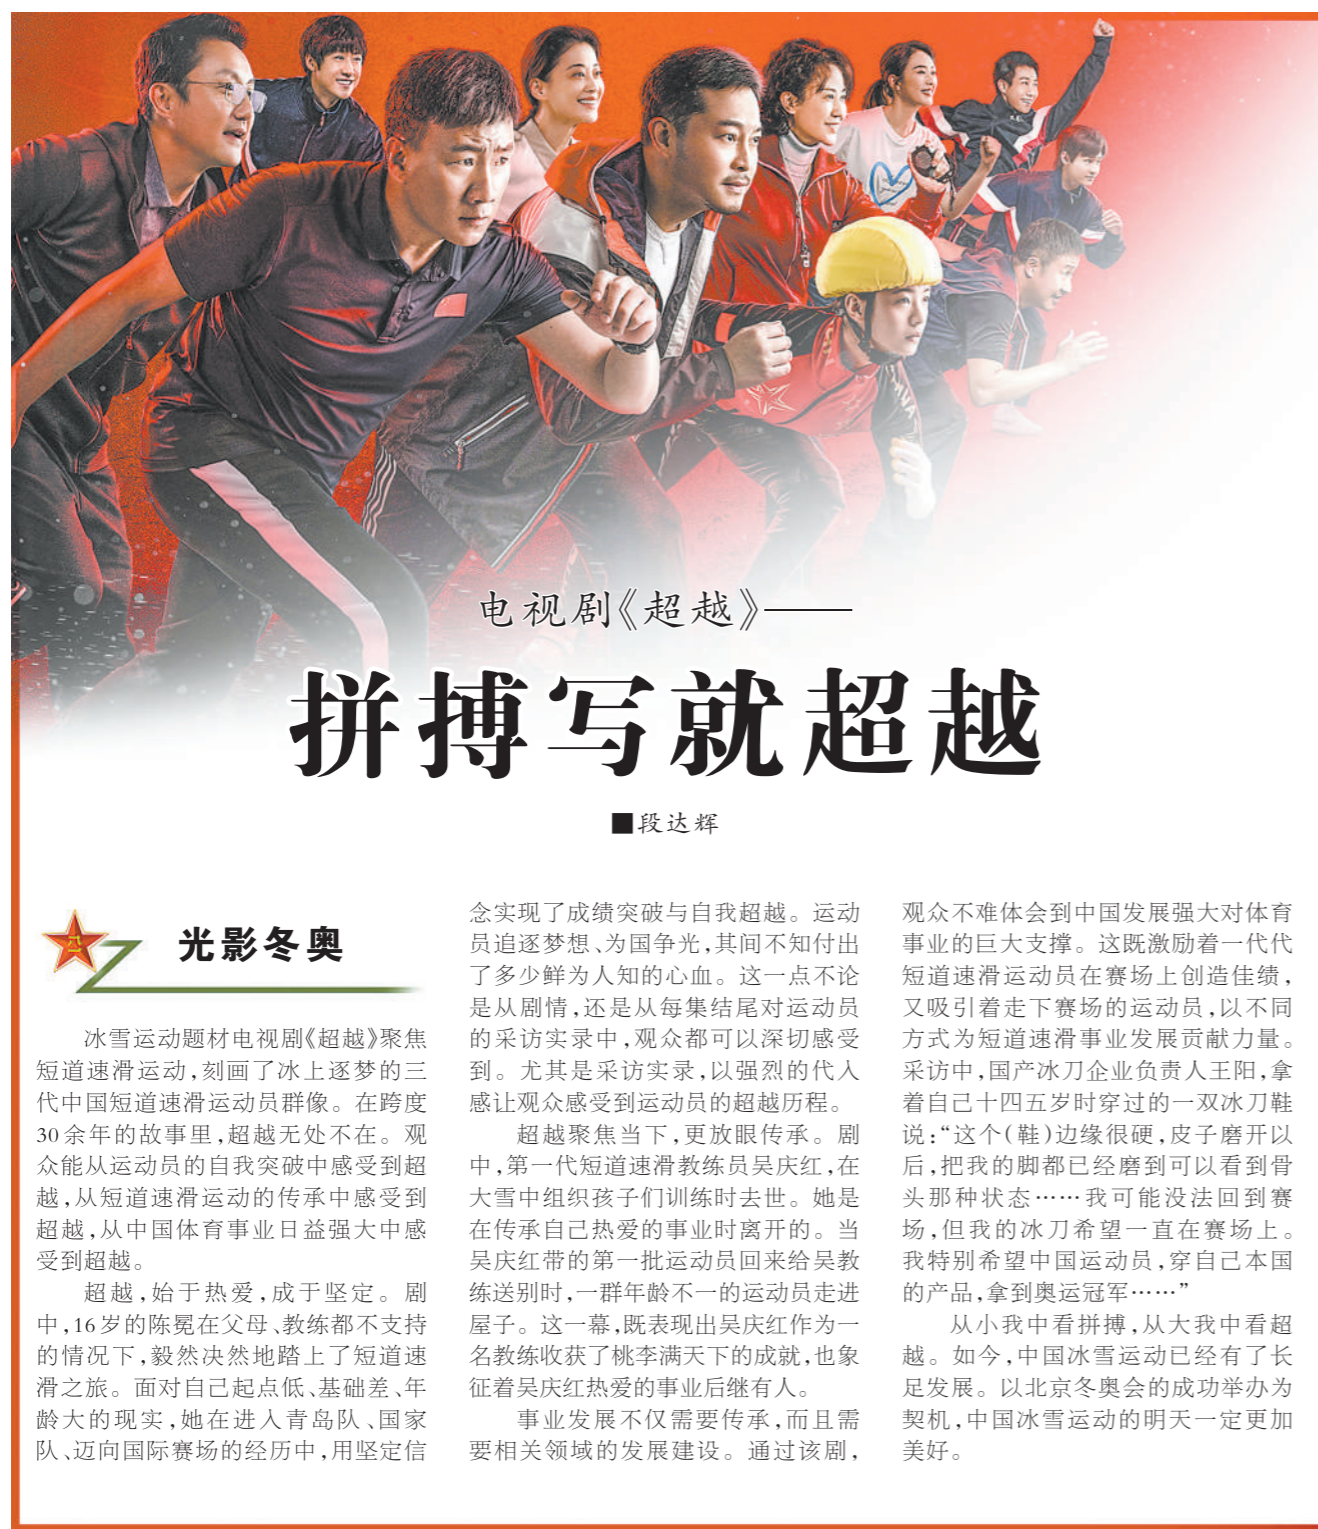 电视剧《超越》——
拼搏写就超越
■段达辉
光影冬奥
冰雪运动题材电视剧《超越》聚焦
短道速滑运动,刻画了冰上逐梦的三
代中国短道速滑运动员群像。在跨度
30余年的故事里,超越无处不在。观
众能从运动员的自我突破中感受到超
越,从短道速滑运动的传承中感受到
超越,从中国体育事业日益强大中感
受到超越。
超越,始于热爱,成于坚定。剧
中,16岁的陈冕在父母、教练都不支持
的情况下,毅然决然地踏上了短道速
滑之旅。面对自己起点低、基础差、年
龄大的现实,她在进入青岛队、国家
队、迈向国际赛场的经历中,用坚定信
念实现了成绩突破与自我超越。运动
员追逐梦想、为国争光,其间不知付出
了多少鲜为人知的心血。这一点不论
是从剧情,还是从每集结尾对运动员
的采访实录中,观众都可以深切感受
到。尤其是采访实录,以强烈的代入
感让观众感受到运动员的超越历程。
超越聚焦当下,更放眼传承。剧
中,第一代短道速滑教练员吴庆红,在
大雪中组织孩子们训练时去世。她是
在传承自己热爱的事业时离开的。当
吴庆红带的第一批运动员回来给吴教
练送别时,一群年龄不一的运动员走进
屋子。这一幕,既表现出吴庆红作为一
名教练收获了桃李满天下的成就,也象
征着吴庆红热爱的事业后继有人。
事业发展不仅需要传承,而且需
要相关领域的发展建设。通过该剧,
观众不难体会到中国发展强大对体育
事业的巨大支撑。这既激励着一代代
短道速滑运动员在赛场上创造佳绩,
又吸引着走下赛场的运动员,以不同
方式为短道速滑事业发展贡献力量。
采访中,国产冰刀企业负责人王阳,拿
着自己十四五岁时穿过的一双冰刀鞋
说:“这个(鞋)边缘很硬,皮子磨开以
后,把我的脚都已经磨到可以看到骨
头那种状态……我可能没法回到赛
场,但我的冰刀希望一直在赛场上。
我特别希望中国运动员,穿自己本国
的产品,拿到奥运冠军……”
从小我中看拼搏,从大我中看超
越。如今,中国冰雪运动已经有了长
足发展。以北京冬奥会的成功举办为
契机,中国冰雪运动的明天一定更加
美好。